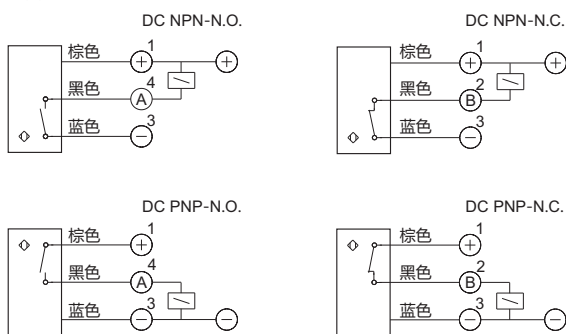 DC NPN-N.O.
棕色 1 + +
黑色 4 A
蓝色 3 −
DC NPN-N.C.
棕色 1 + +
黑色 2 B
蓝色 3 −
DC PNP-N.O.
棕色 1 +
黑色 4 A
蓝色 3 − −
DC PNP-N.C.
棕色 1 +
黑色 2 B
蓝色 3 − −